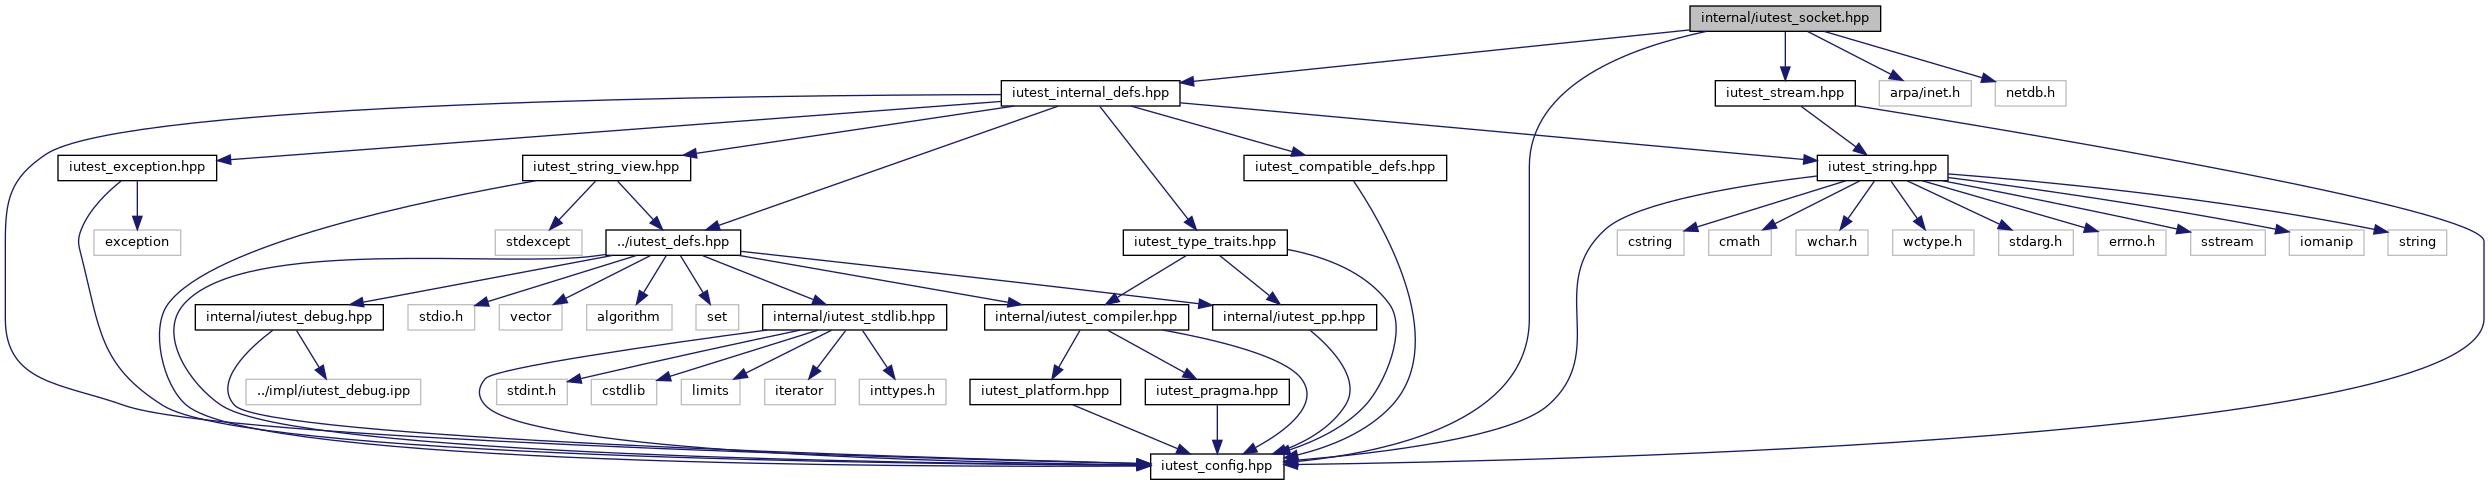 internal/iutest_socket.hpp
iutest_internal_defs.hpp
iutest_stream.hpp
arpa/inet.h
netdb.h
iutest_exception.hpp
iutest_string_view.hpp
iutest_compatible_defs.hpp
iutest_string.hpp
exception
stdexcept
../iutest_defs.hpp
iutest_type_traits.hpp
cstring
cmath
wchar.h
wctype.h
stdarg.h
errno.h
sstream
iomanip
string
internal/iutest_debug.hpp
stdio.h
vector
algorithm
set
internal/iutest_stdlib.hpp
internal/iutest_compiler.hpp
internal/iutest_pp.hpp
../impl/iutest_debug.ipp
stdint.h
cstdlib
limits
iterator
inttypes.h
iutest_platform.hpp
iutest_pragma.hpp
iutest_config.hpp